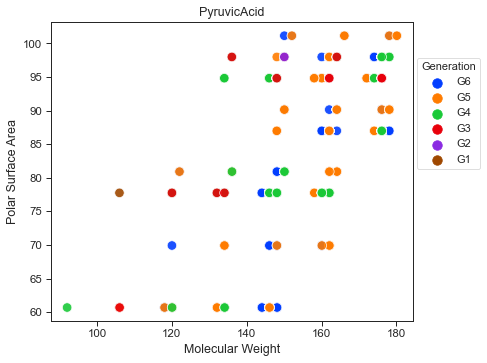 PyruvicAcid
100
95
90
85
80
75
70
65
60
Polar Surface Area
100
120
140
160
180
Molecular Weight
Generation
G6
G5
G4
G3
G2
G1